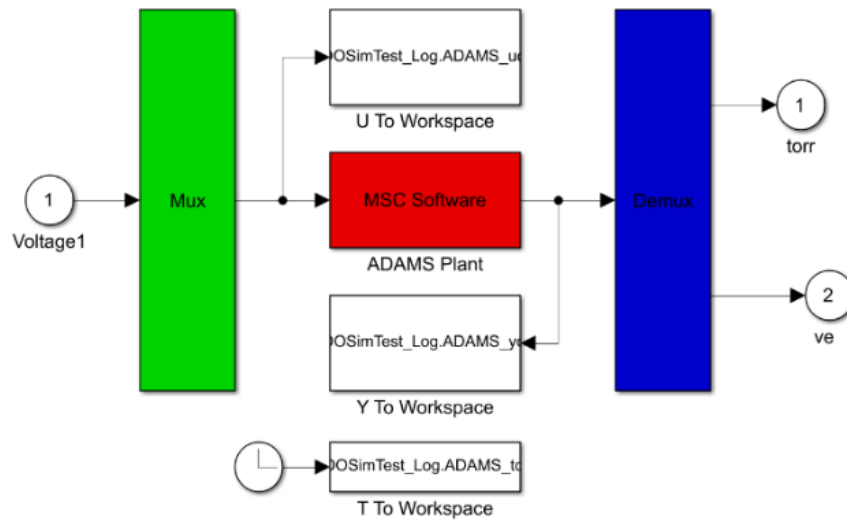 OSimTest_Log.ADAMS_u
U To Workspace
1
Voltage1
Mux
MSC Software
ADAMS Plant
Demux
1
torr
2
ve
OSimTest_Log.ADAMS_y
Y To Workspace
OSimTest_Log.ADAMS_t
T To Workspace